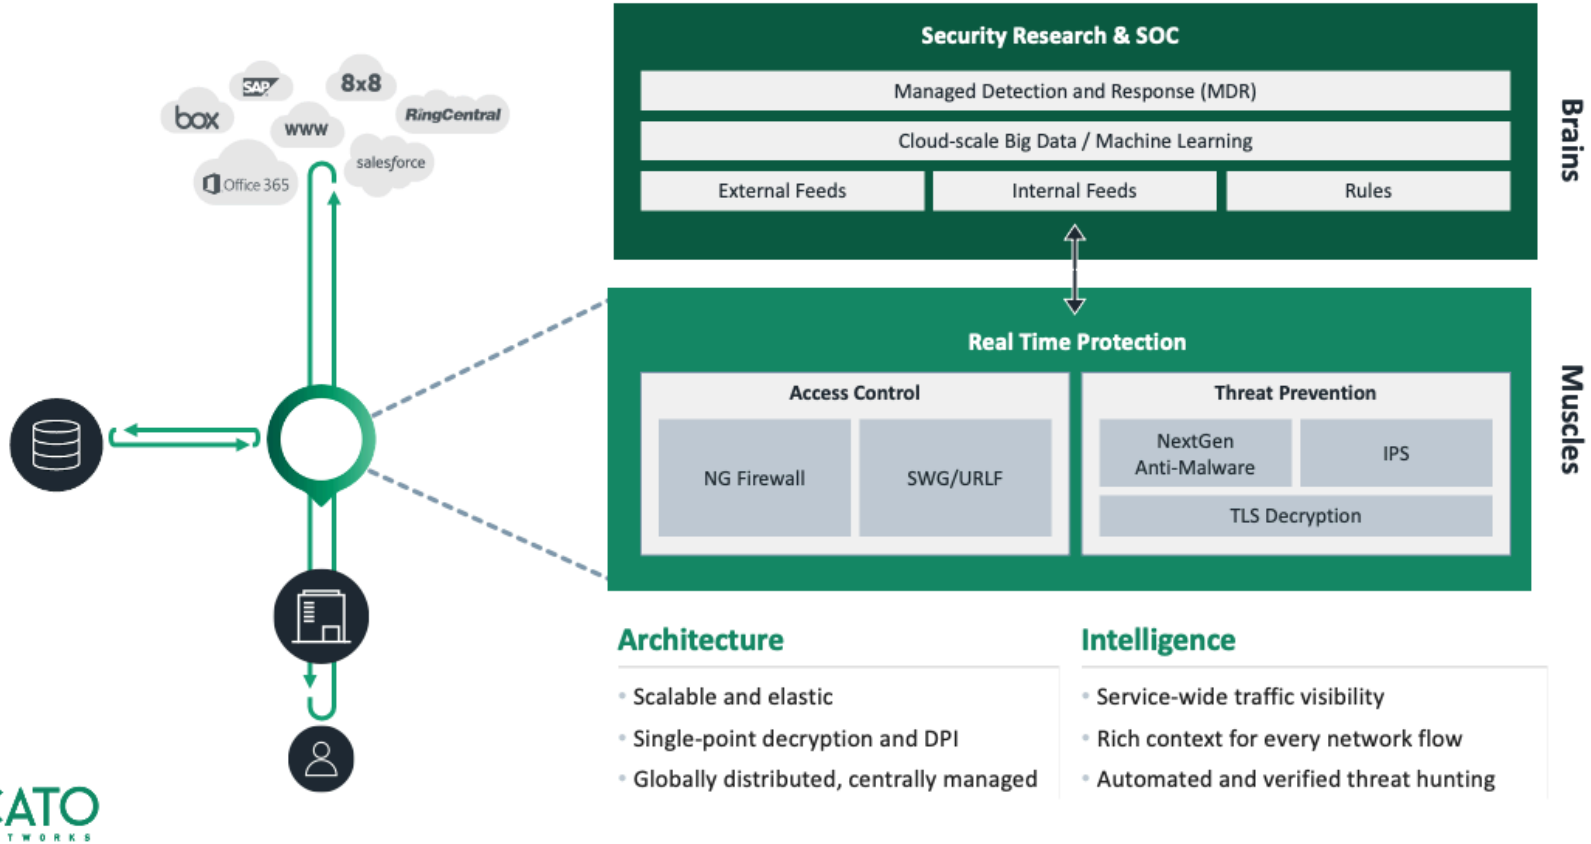 SAP
8x8
box
www
RingCentral
Office 365
salesforce
Security Research & SOC
Managed Detection and Response (MDR)
Cloud-scale Big Data / Machine Learning
External Feeds
Internal Feeds
Rules
Brains
Real Time Protection
Access Control
NG Firewall
SWG/URLF
Threat Prevention
NextGen
Anti-Malware
IPS
TLS Decryption
Muscles
Architecture
• Scalable and elastic
• Single-point decryption and DPI
• Globally distributed, centrally managed
Intelligence
• Service-wide traffic visibility
• Rich context for every network flow
• Automated and verified threat hunting
CATO
TWORKS